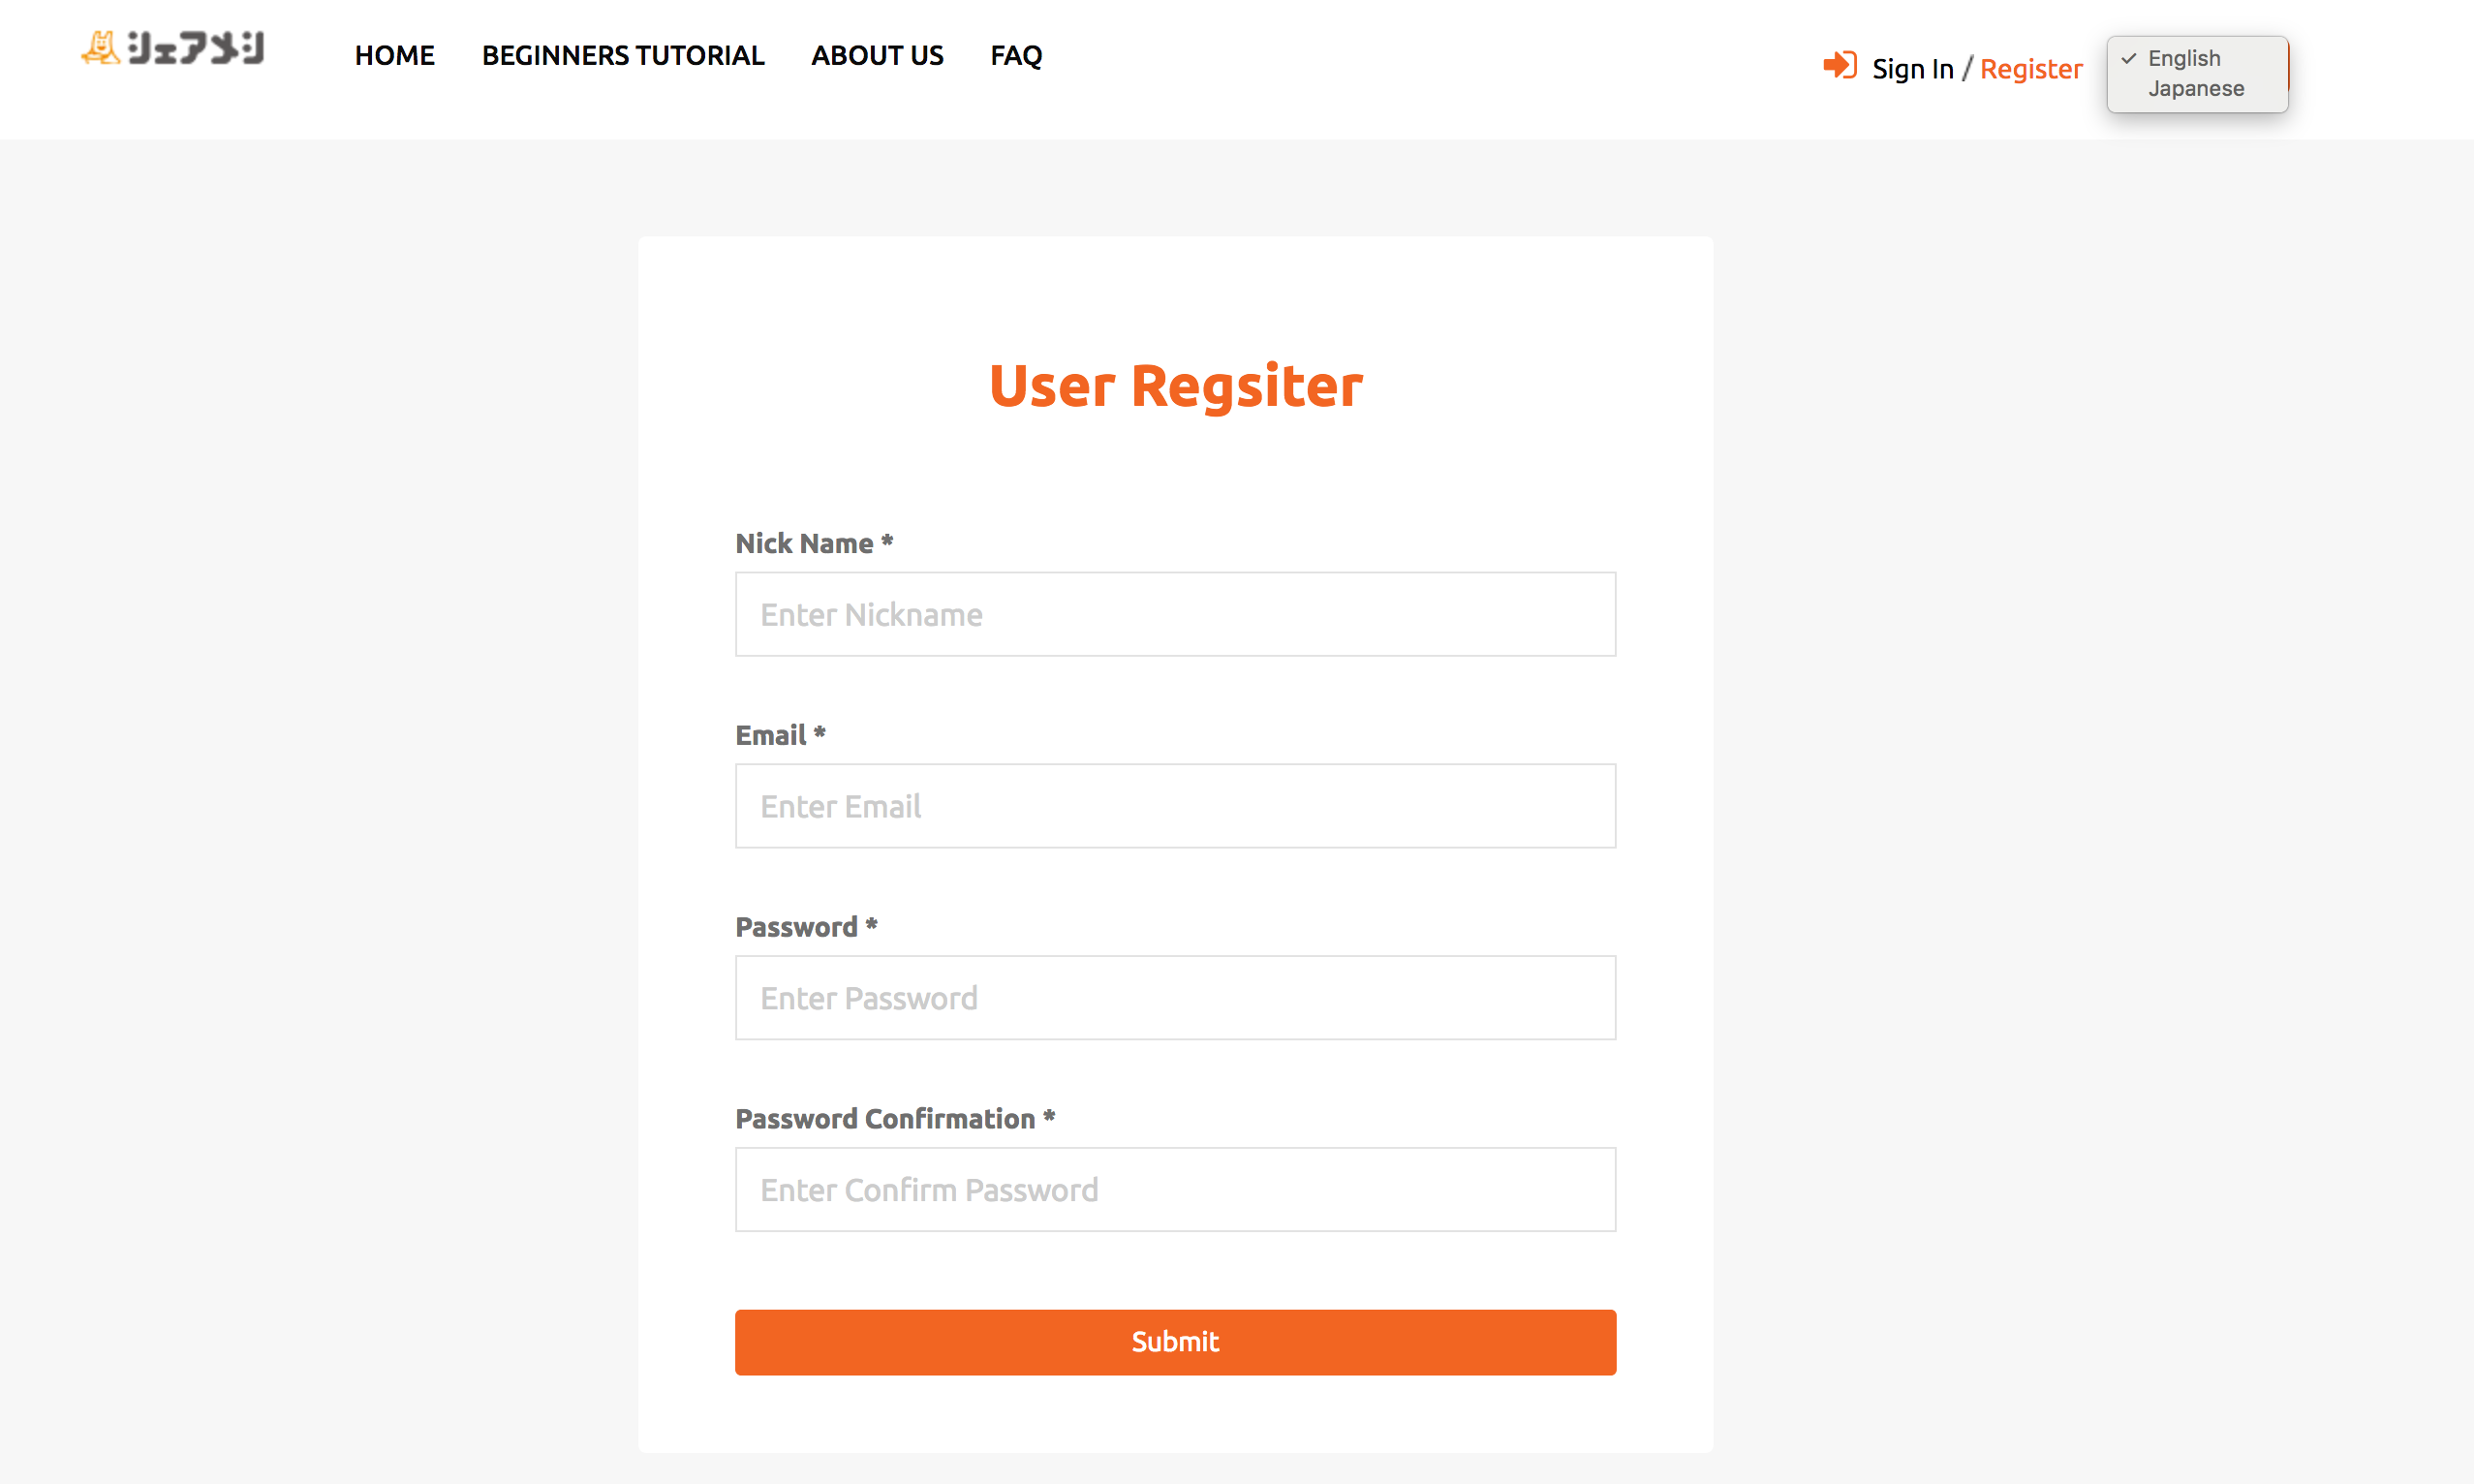 シェアメシ
HOME BEGINNERS TUTORIAL ABOUT US FAQ
Sign In / Register
✓ English
Japanese
User Regsiter
Nick Name *
Enter Nickname
Email *
Enter Email
Password *
Enter Password
Password Confirmation *
Enter Confirm Password
Submit